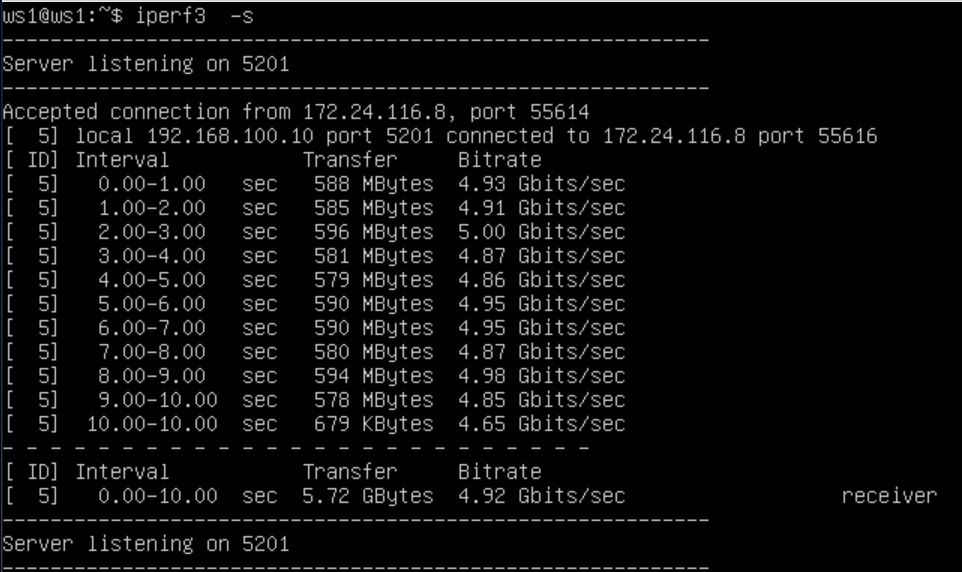 ws1@ws1:~$ iperf3  -s
-----------------------------------------------------------
Server listening on 5201
-----------------------------------------------------------
Accepted connection from 172.24.116.8, port 55614
[  5] local 192.168.100.10 port 5201 connected to 172.24.116.8 port 55616
[ ID] Interval           Transfer     Bitrate
[  5]   0.00-1.00   sec   588 MBytes  4.93 Gbits/sec
[  5]   1.00-2.00   sec   585 MBytes  4.91 Gbits/sec
[  5]   2.00-3.00   sec   596 MBytes  5.00 Gbits/sec
[  5]   3.00-4.00   sec   581 MBytes  4.87 Gbits/sec
[  5]   4.00-5.00   sec   579 MBytes  4.86 Gbits/sec
[  5]   5.00-6.00   sec   590 MBytes  4.95 Gbits/sec
[  5]   6.00-7.00   sec   590 MBytes  4.95 Gbits/sec
[  5]   7.00-8.00   sec   580 MBytes  4.87 Gbits/sec
[  5]   8.00-9.00   sec   594 MBytes  4.98 Gbits/sec
[  5]   9.00-10.00  sec   578 MBytes  4.85 Gbits/sec
[  5]  10.00-10.00  sec   679 KBytes  4.65 Gbits/sec
- - - - - - - - - - - - - - - - - - - - - - - - -
[ ID] Interval           Transfer     Bitrate
[  5]   0.00-10.00  sec  5.72 GBytes  4.92 Gbits/sec                  receiver
-----------------------------------------------------------
Server listening on 5201
-----------------------------------------------------------